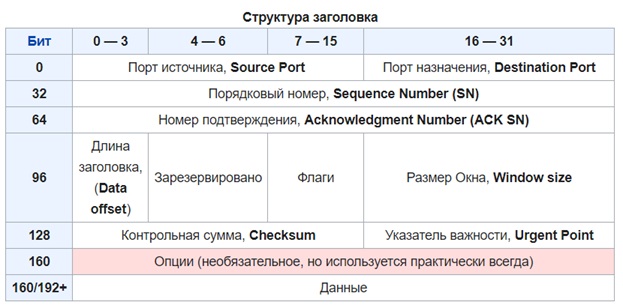 Структура заголовка
Бит 0 — 3 4 — 6 7 — 15 16 — 31
0 Порт источника, Source Port Порт назначения, Destination Port
32 Порядковый номер, Sequence Number (SN)
64 Номер подтверждения, Acknowledgment Number (ACK SN)
96 Длина
заголовка,
(Data
offset) Зарезервировано Флаги Размер Окна, Window size
128 Контрольная сумма, Checksum Указатель важности, Urgent Point
160 Опции (необязательное, но используется практически всегда)
160/192+ Данные